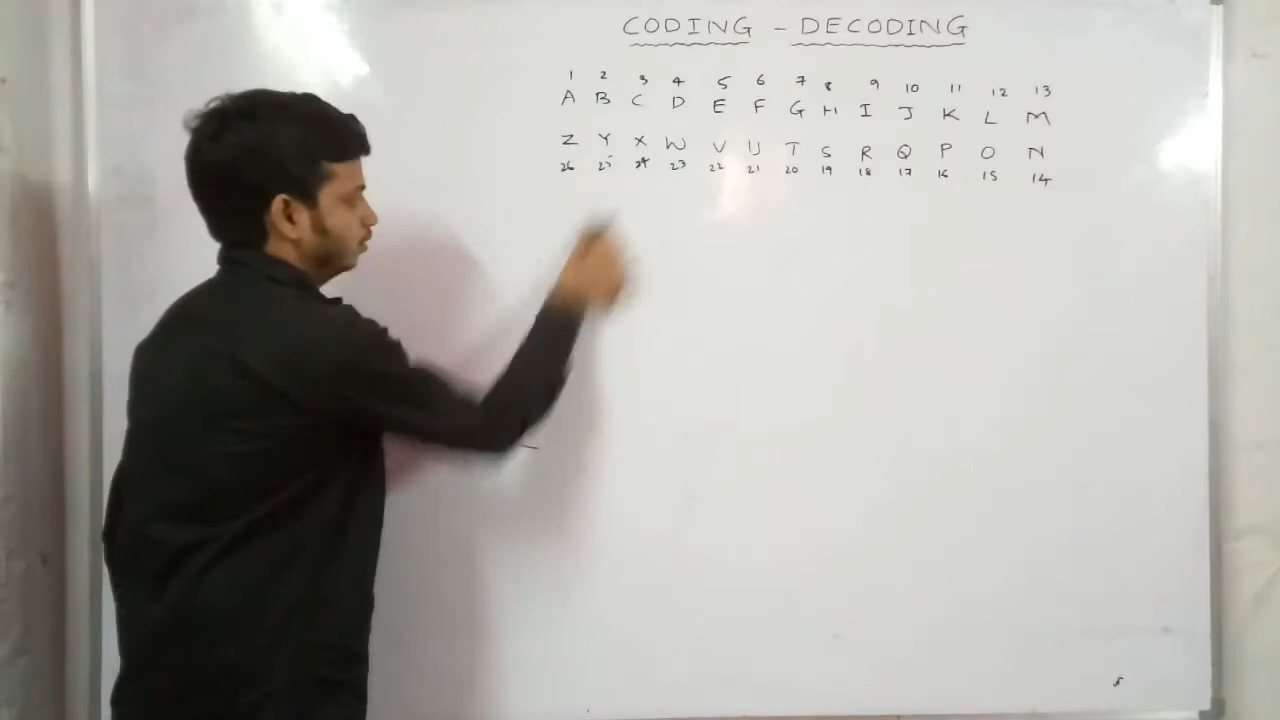 CODING - DECODING
1 2 3 4 5 6 7 8 9 10 11 12 13
A B C D E F G H I J K L M
Z Y X W V U T S R Q P O N
26 25 24 23 22 21 20 19 18 17 16 15 14